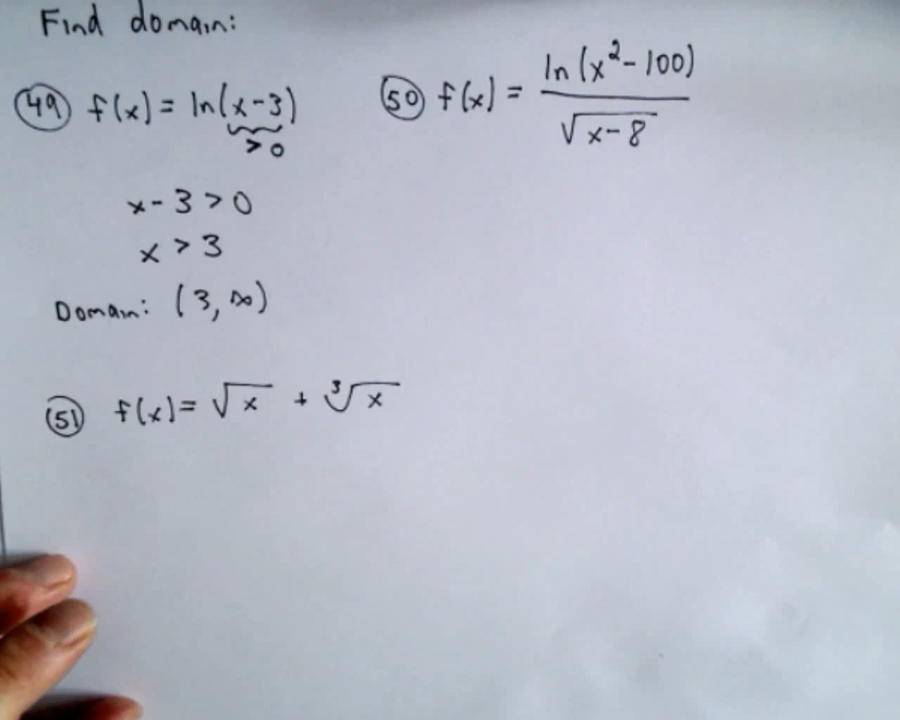 Find domain:
49 f(x) = ln(x-3)
> 0
x - 3 > 0
x > 3
Domain: (3, ∞)
50 f(x) = ln(x²-100) / √(x-8)
51 f(x) = √x + ∛x